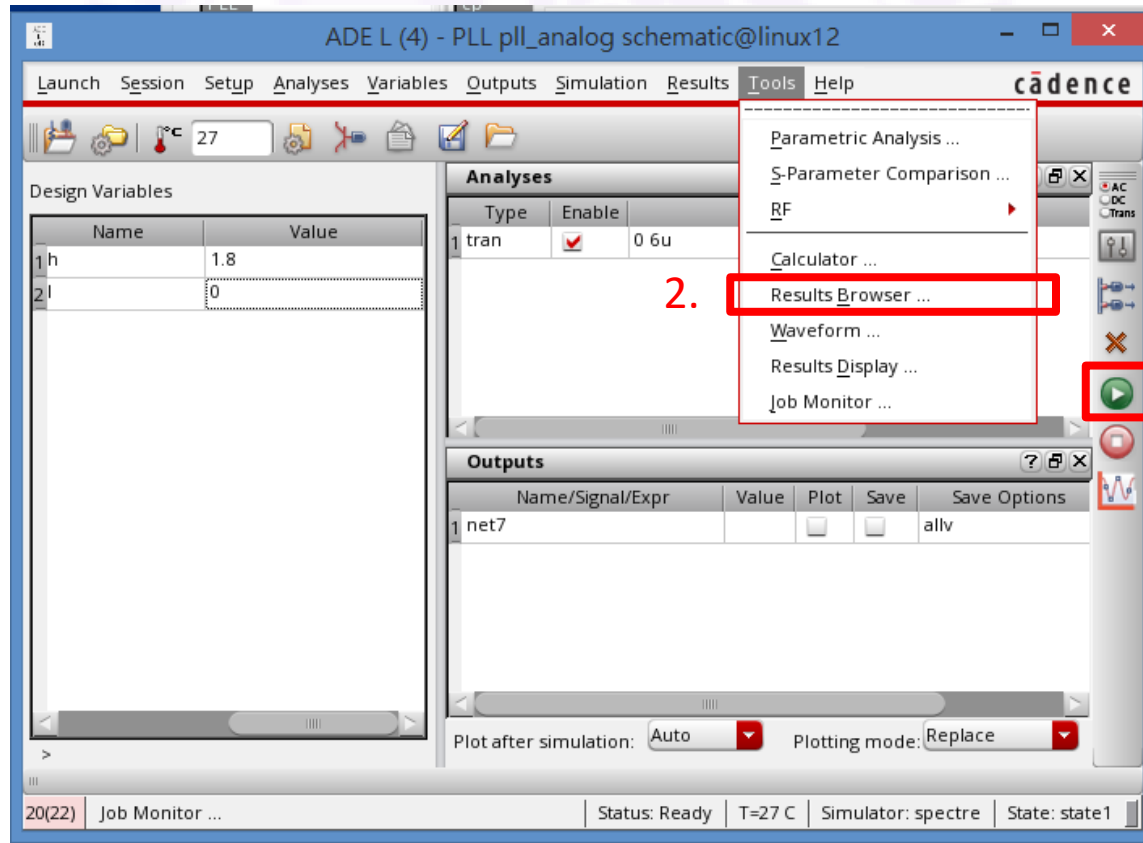 ADE L (4) - PLL pll_analog schematic@linux12
Launch Session Setup Analyses Variables Outputs Simulation Results Tools Help
cādence
°C 27
Parametric Analysis ...
S-Parameter Comparison ...
RF
Calculator ...
2.
Results Browser ...
Waveform ...
Results Display ...
Job Monitor ...
Design Variables
Name Value
1 h 1.8
2 l 0
Analyses
Type Enable
1 tran 0 6u
AC
DC
Trans
Outputs
Name/Signal/Expr Value Plot Save Save Options
1 net7 allv
Plot after simulation: Auto Plotting mode: Replace
>
20(22) Job Monitor ... Status: Ready T=27 C Simulator: spectre State: state1